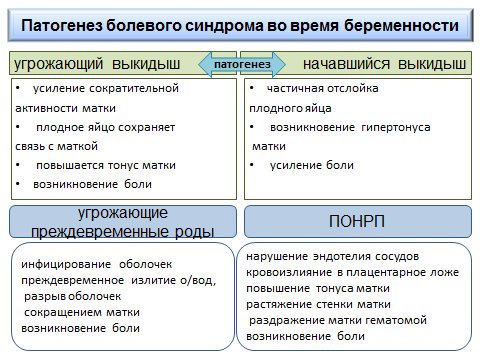 Патогенез болевого синдрома во время беременности
угрожающий выкидыш
патогенез
начавшийся выкидыш
• усиление сократительной
активности матки
• плодное яйцо сохраняет
связь с маткой
• повышается тонус матки
• возникновение боли
• частичная отслойка
плодного яйца
• возникновение гипертонуса
матки
• усиление боли
угрожающие
преждевременные роды
ПОНРП
инфицирование оболочек
преждевременное излитие о/вод,
разрыв оболочек
сокращением матки
возникновение боли
нарушение эндотелия сосудов
кровоизлияние в плацентарное ложе
повышение тонуса матки
растяжение стенки матки
раздражение матки гематомой
возникновение боли